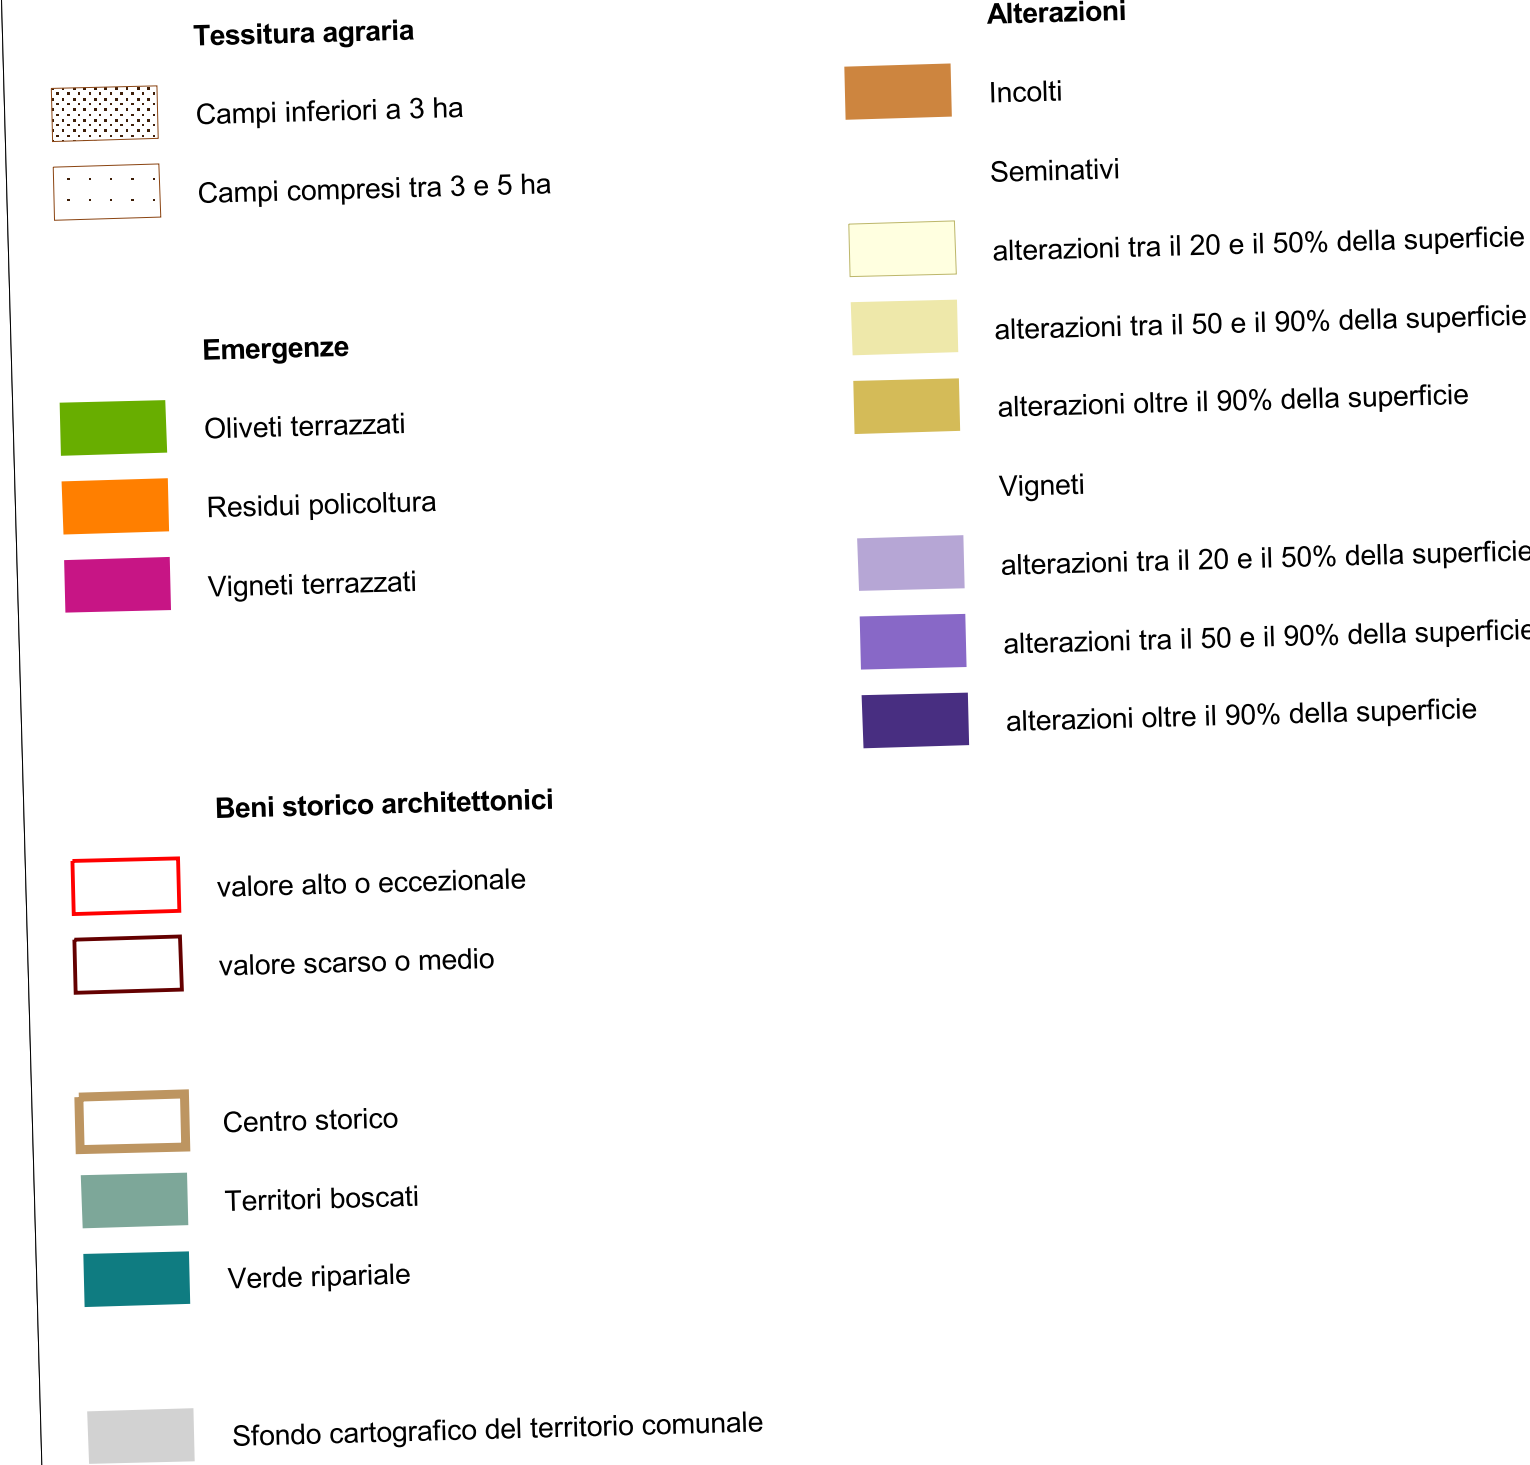 Tessitura agraria
Campi inferiori a 3 ha
Campi compresi tra 3 e 5 ha
Emergenze
Oliveti terrazzati
Residui policoltura
Vigneti terrazzati
Beni storico architettonici
valore alto o eccezionale
valore scarso o medio
Centro storico
Territori boscati
Verde ripariale
Sfondo cartografico del territorio comunale
Alterazioni
Incolti
Seminativi
alterazioni tra il 20 e il 50% della superficie
alterazioni tra il 50 e il 90% della superficie
alterazioni oltre il 90% della superficie
Vigneti
alterazioni tra il 20 e il 50% della superficie
alterazioni tra il 50 e il 90% della superficie
alterazioni oltre il 90% della superficie